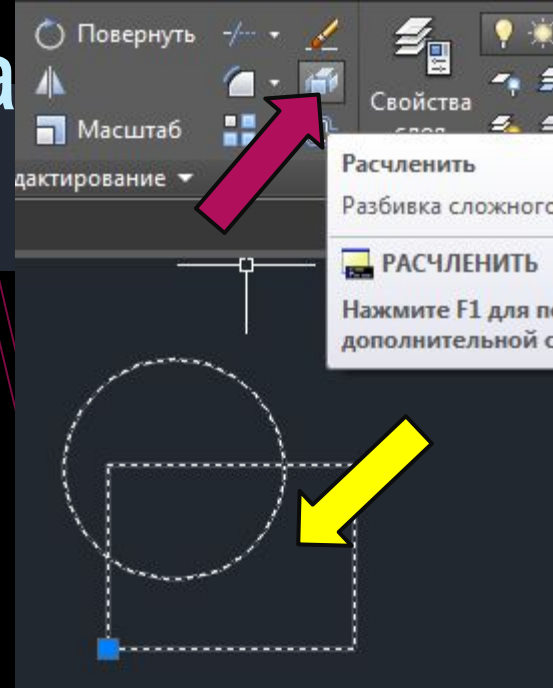 а
Повернуть
Масштаб
Свойства
дактирование
Расчленить
Разбивка сложного
РАСЧЛЕНИТЬ
Нажмите F1 для
дополнительной